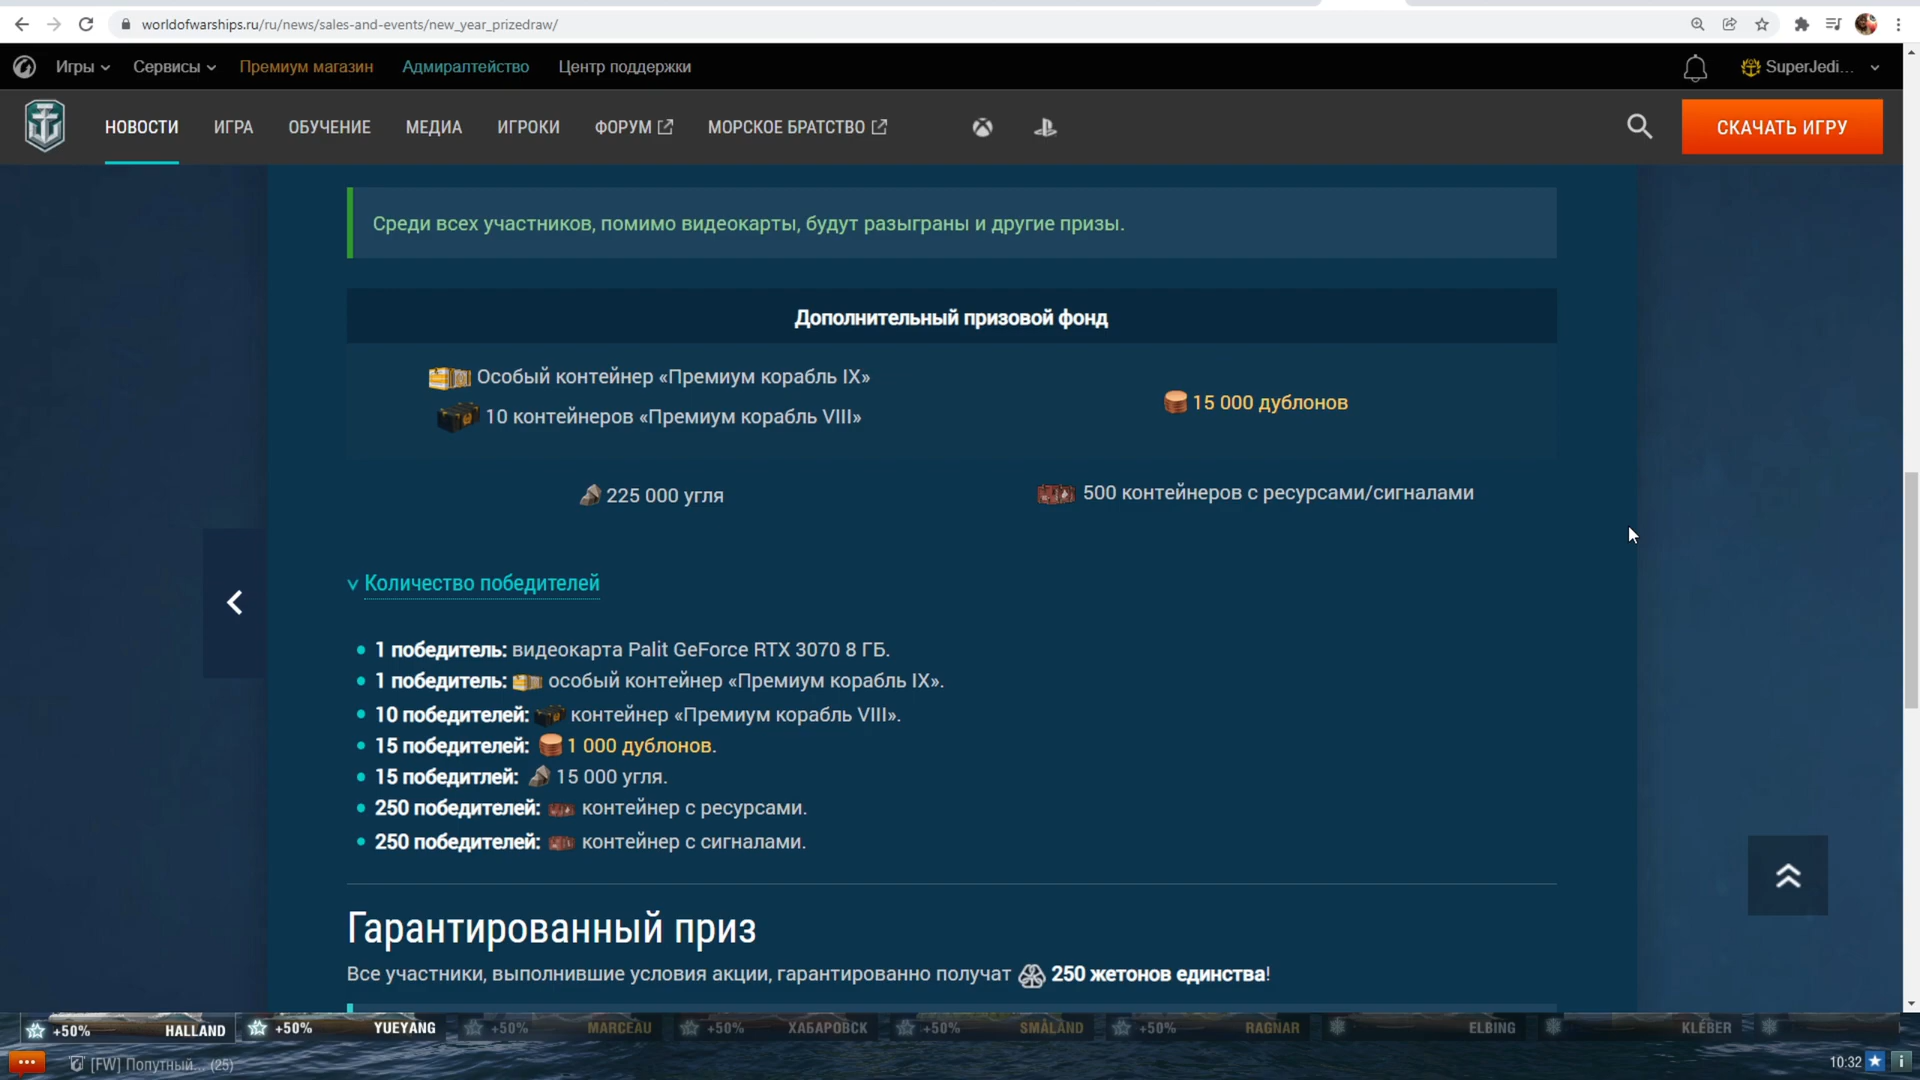 worldofwarships.ru/ru/news/sales-and-events/new_year_prizedraw/
Игры Сервисы Премиум магазин Адмиралтейство Центр поддержки SuperJedi...
НОВОСТИ ИГРА ОБУЧЕНИЕ МЕДИА ИГРОКИ ФОРУМ МОРСКОЕ БРАТСТВО СКАЧАТЬ ИГРУ
Среди всех участников, помимо видеокарты, будут разыграны и другие призы.
Дополнительный призовой фонд
Особый контейнер «Премиум корабль IX»
10 контейнеров «Премиум корабль VIII»
15 000 дублонов
225 000 угля
500 контейнеров с ресурсами/сигналами
Количество победителей
1 победитель: видеокарта Palit GeForce RTX 3070 8 ГБ.
1 победитель: особый контейнер «Премиум корабль IX».
10 победителей: контейнер «Премиум корабль VIII».
15 победителей: 1 000 дублонов.
15 победитлей: 15 000 угля.
250 победителей: контейнер с ресурсами.
250 победителей: контейнер с сигналами.
Гарантированный приз
Все участники, выполнившие условия акции, гарантированно получат 250 жетонов единства!
+50% HALLAND +50% YUEYANG +50% MARCEAU +50% ХАБАРОВСК +50% SMÅLAND +50% RAGNAR ELBING KLÉBER
[FW] Попутный... (25) 10:32